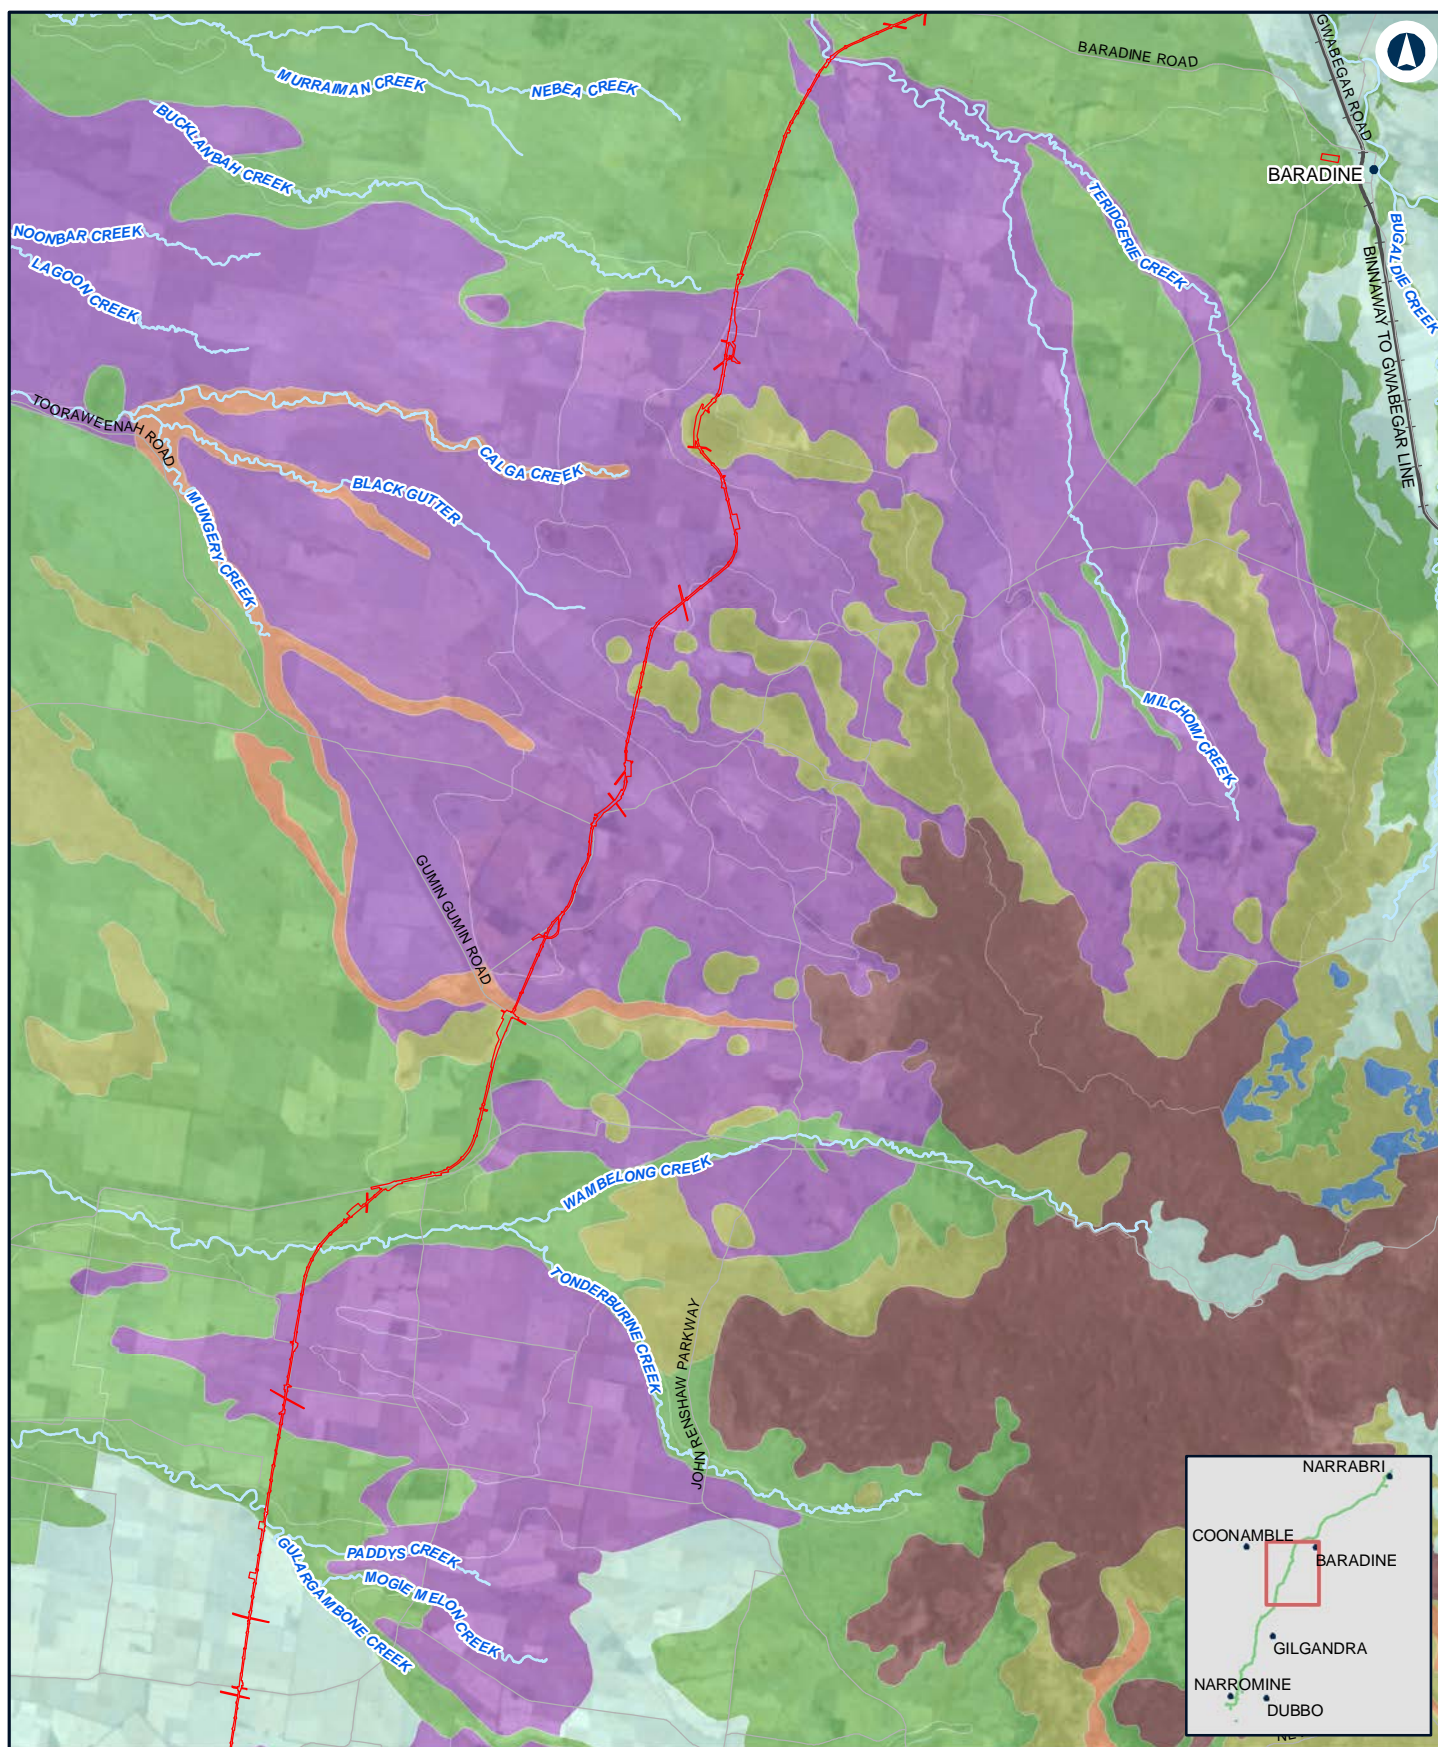 GWABEGAR ROAD
BARADINE ROAD
MURRAIMAN CREEK
NEBEA CREEK
BUCKLANBAH CREEK
BARADINE
TERIDGERIE CREEK
BUGALDIE CREEK
NOONBAR CREEK
LAGOON CREEK
BINNAWAY TO GWABEGAR LINE
TOORAWEENAH ROAD
CALGA CREEK
BLACK GUTTER
MUNGERY CREEK
MILCHOMI CREEK
GUMIN GUMIN ROAD
WAMBELONG CREEK
TONDERBURINE CREEK
JOHN RENSHAW PARKWAY
PADDYS CREEK
GULARGAMBONE CREEK
MOGIE MELON CREEK
NARRABRI
COONAMBLE
BARADINE
GILGANDRA
NARROMINE
DUBBO